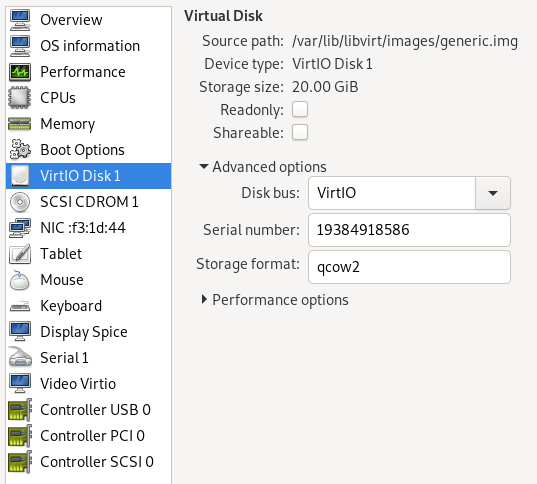 Overview
OS information
Performance
CPUs
Memory
Boot Options
VirtIO Disk 1
SCSI CDROM 1
NIC :f3:1d:44
Tablet
Mouse
Keyboard
Display Spice
Serial 1
Video Virtio
Controller USB 0
Controller PCI 0
Controller SCSI 0
Virtual Disk
Source path: /var/lib/libvirt/images/generic.img
Device type: VirtIO Disk 1
Storage size: 20.00 GiB
Readonly:
Shareable:
Advanced options
Disk bus: VirtIO
Serial number: 19384918586
Storage format: qcow2
Performance options